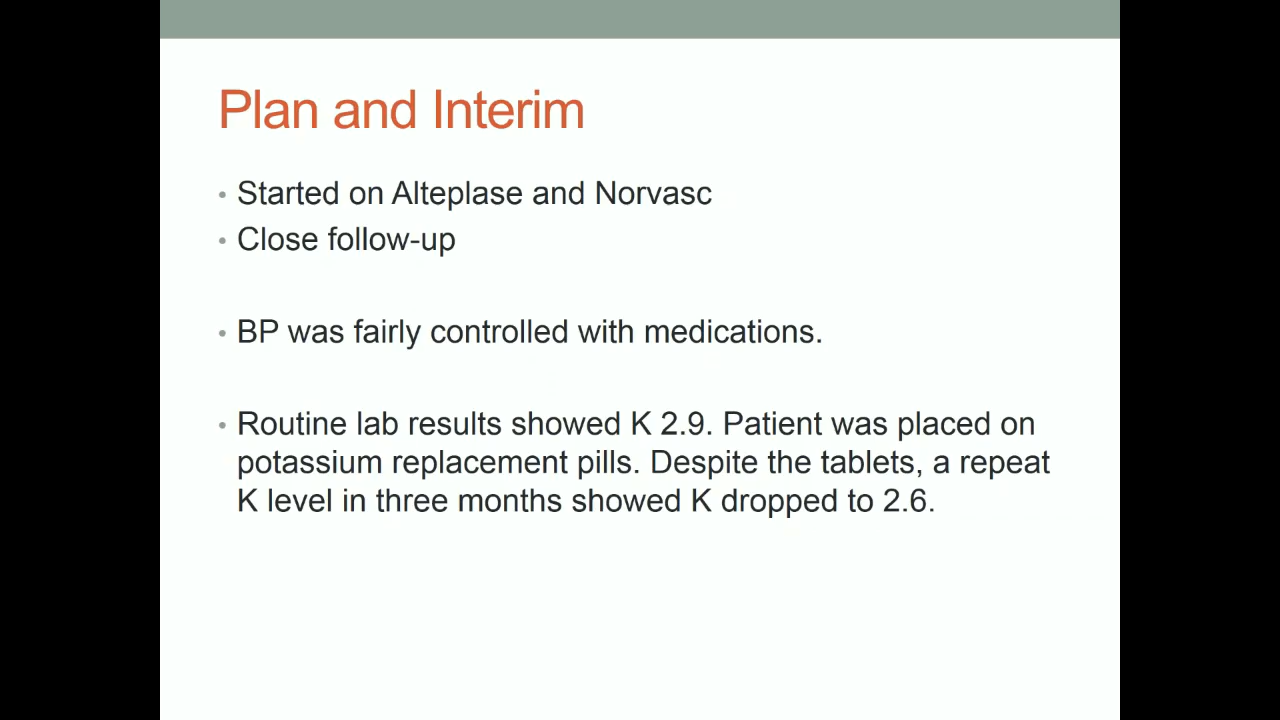 Plan and Interim
• Started on Alteplase and Norvasc
• Close follow-up
• BP was fairly controlled with medications.
• Routine lab results showed K 2.9. Patient was placed on
potassium replacement pills. Despite the tablets, a repeat
K level in three months showed K dropped to 2.6.